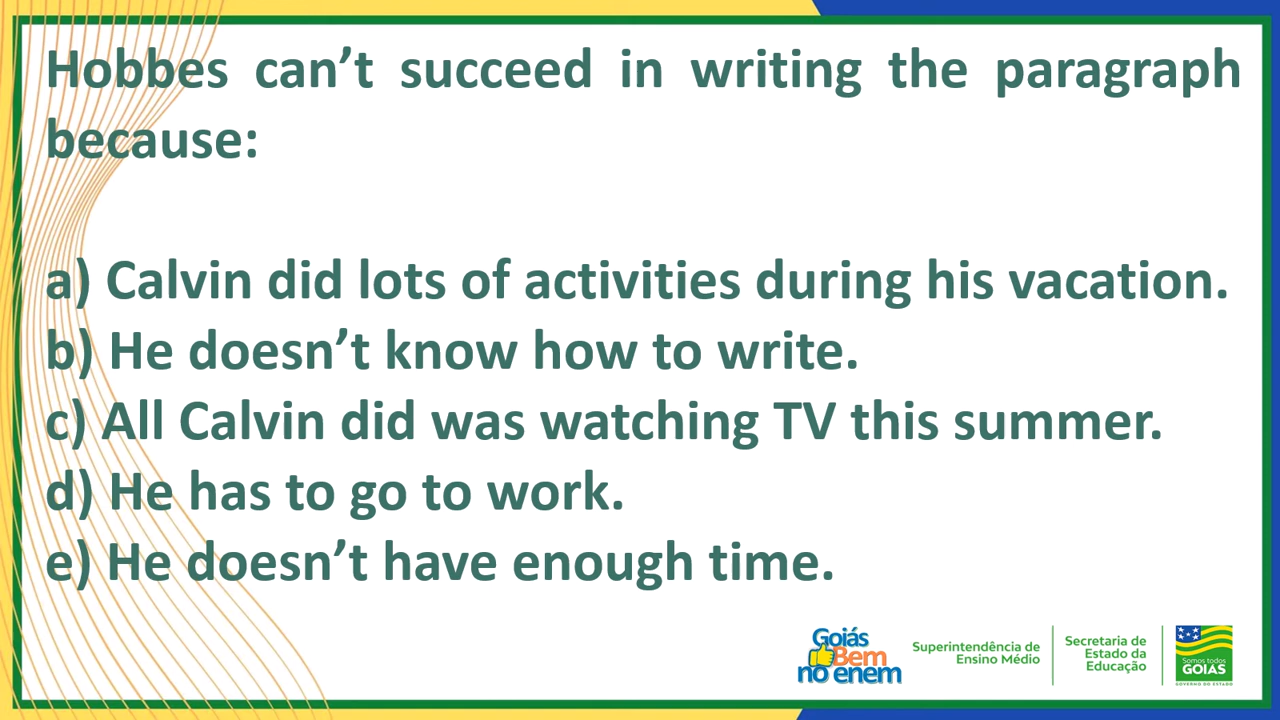 Hobbes can’t succeed in writing the paragraph
because:
a) Calvin did lots of activities during his vacation.
b) He doesn’t know how to write.
c) All Calvin did was watching TV this summer.
d) He has to go to work.
e) He doesn’t have enough time.
Goiás
Bem
no enem
Superintendência de
Ensino Médio
Secretaria de
Estado da
Educação
Somos todos
GOIÁS
GOVERNO DO ESTADO